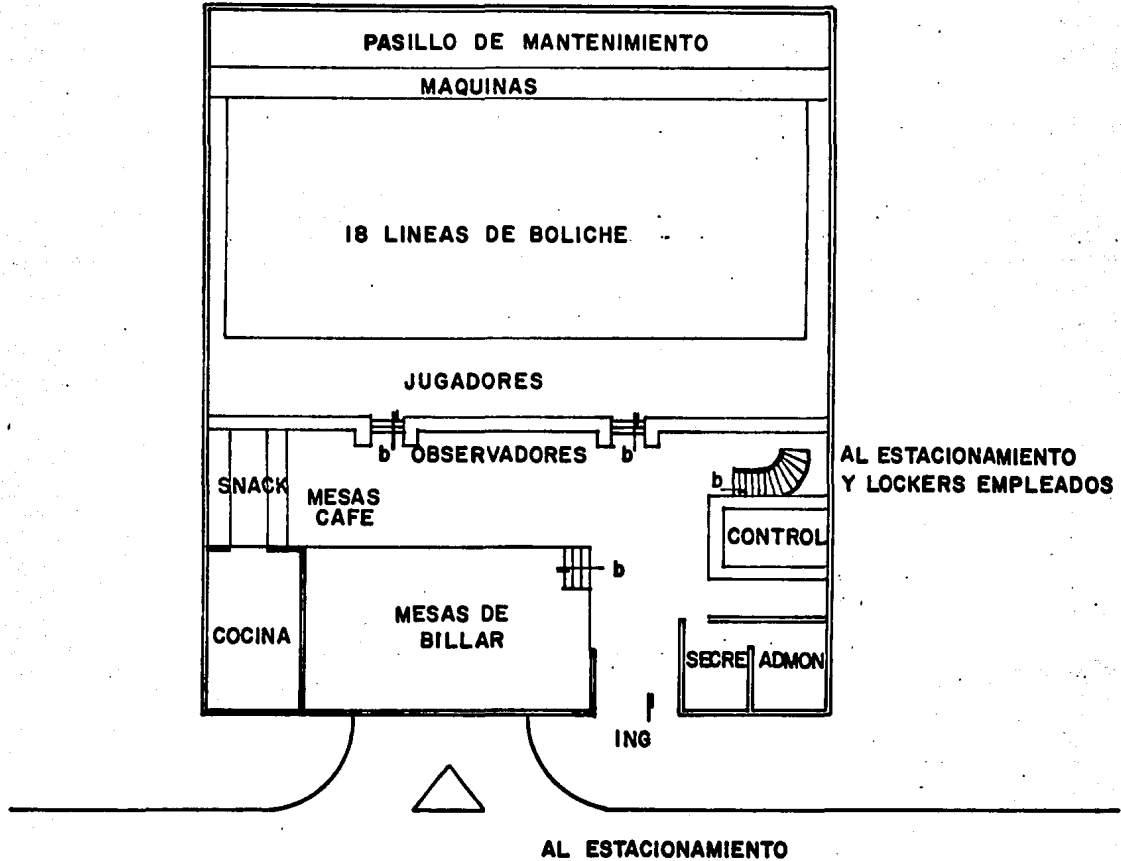 PASILLO DE MANTENIMIENTO
MAQUINAS
18 LINEAS DE BOLICHE
JUGADORES
b OBSERVADORES b
SNACK
MESAS
CAFE
b
AL ESTACIONAMIENTO
Y LOCKERS EMPLEADOS
CONTROL
b
MESAS DE
BILLAR
COCINA
SECRE
ADMON
ING
AL ESTACIONAMIENTO